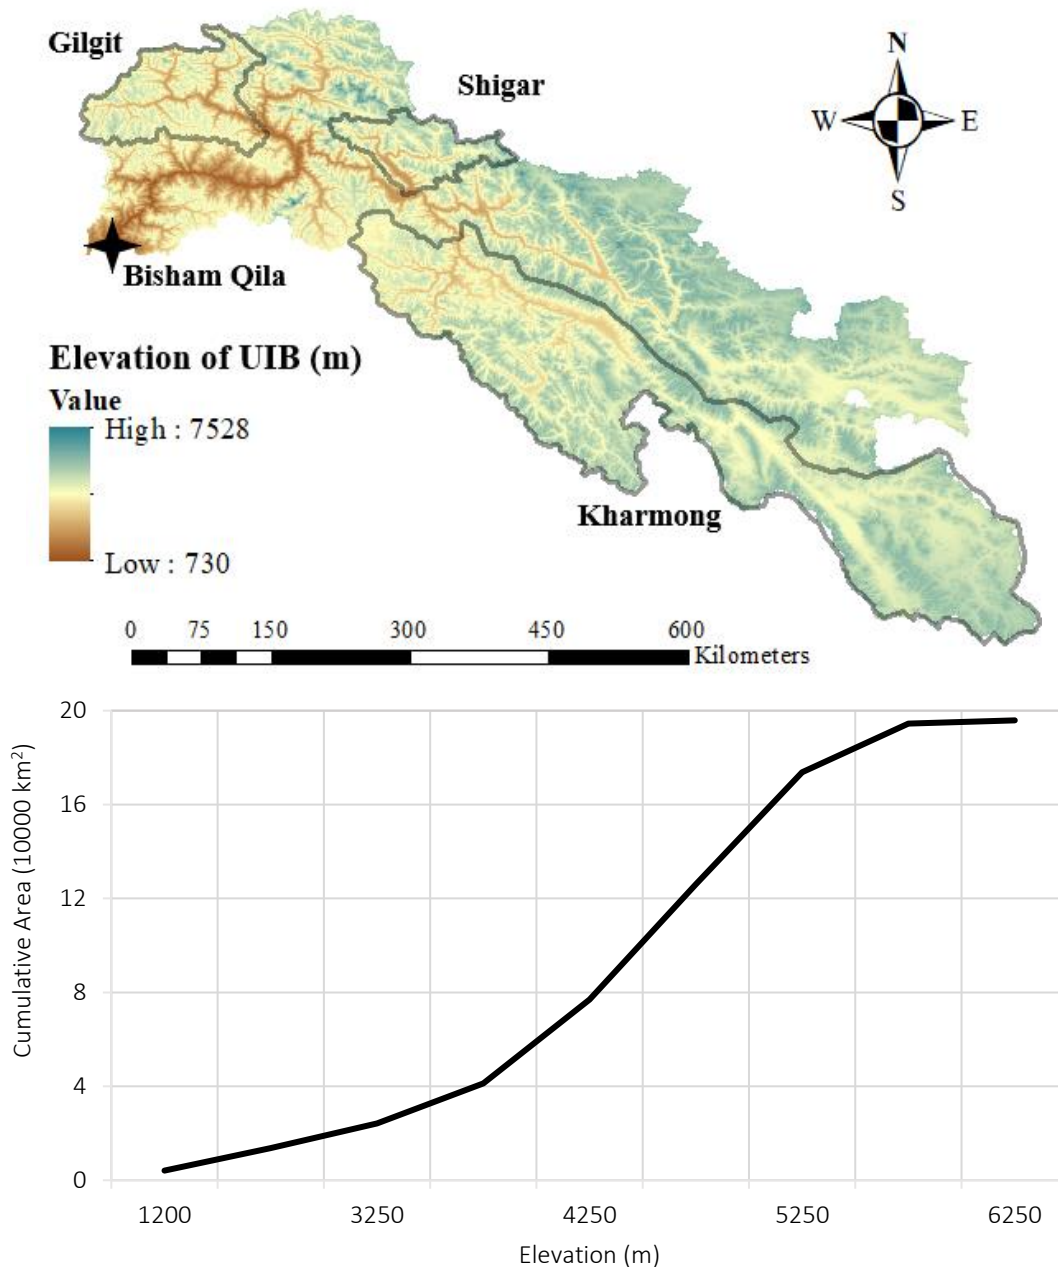 Gilgit
Shigar
N
W
E
S
Bisham Qila
Elevation of UIB (m)
Value
High : 7528
Low : 730
Kharmong
0 75 150 300 450 600
Kilometers
20
16
12
8
4
0
Cumulative Area (10000 km²)
1200 3250 4250 5250 6250
Elevation (m)